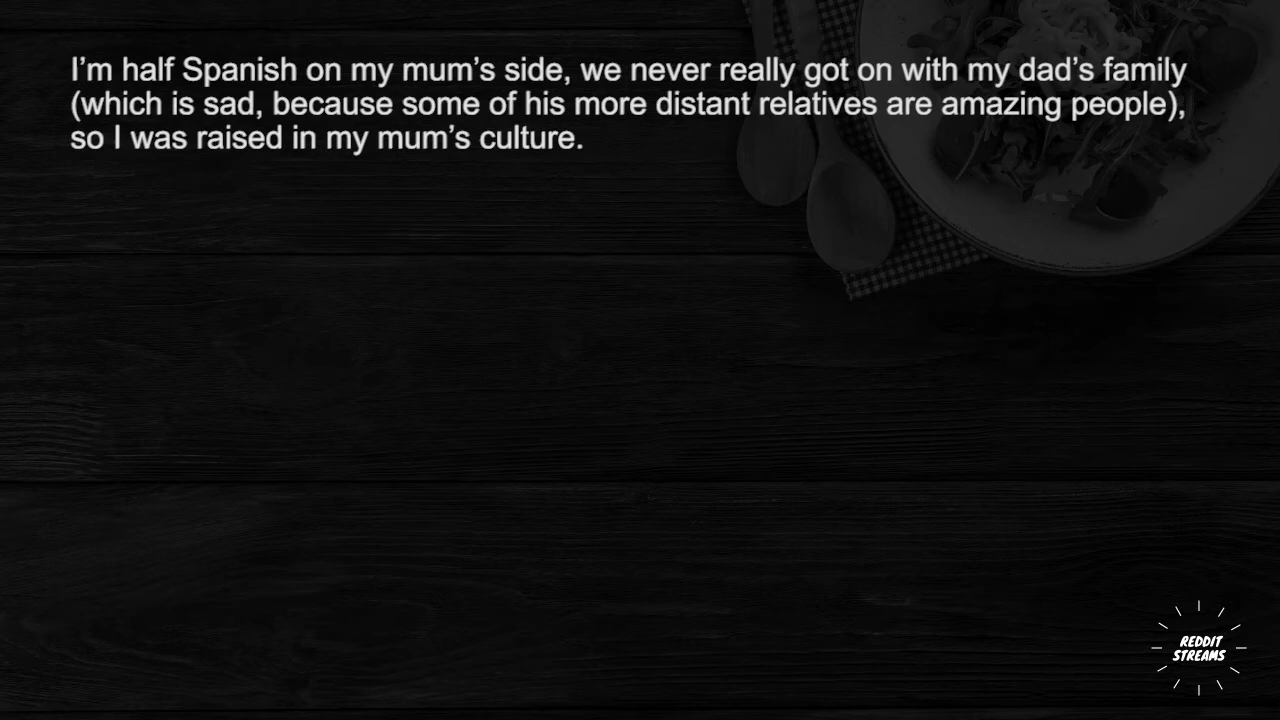 I’m half Spanish on my mum’s side, we never really got on with my dad’s family
(which is sad, because some of his more distant relatives are amazing people),
so I was raised in my mum’s culture.
REDDIT
STREAMS